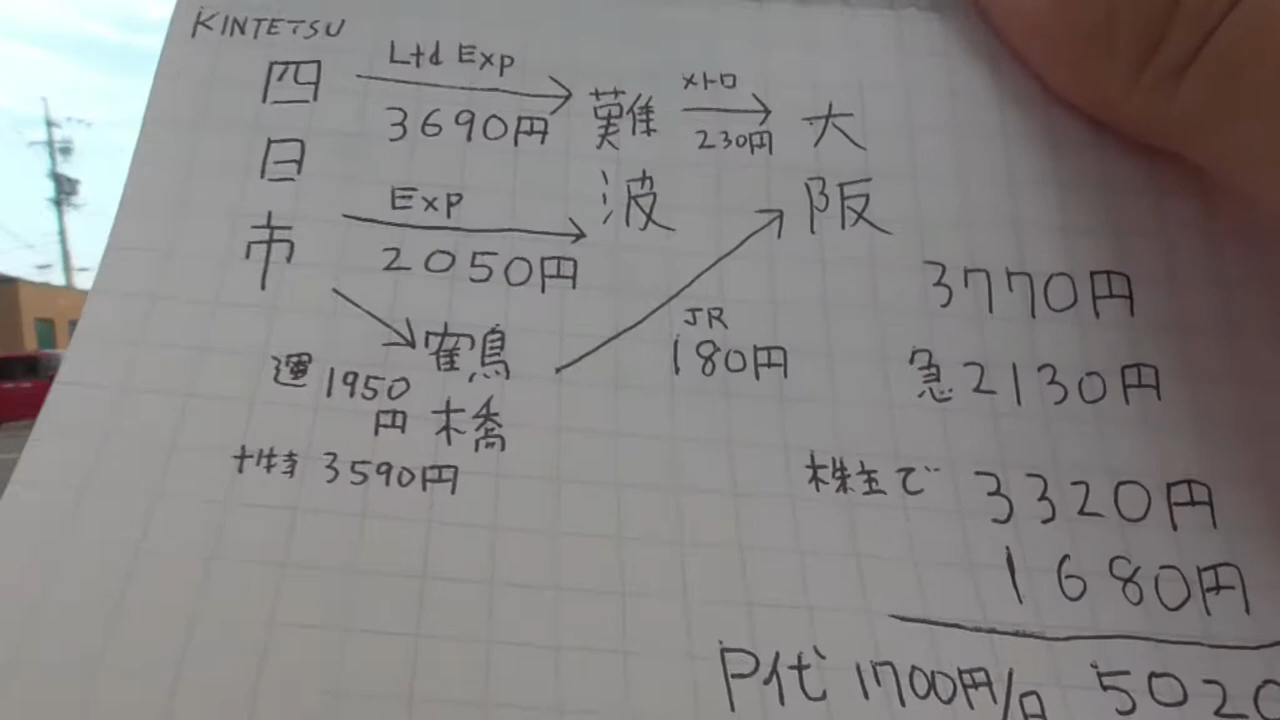 KINTETSU
四日市
Ltd Exp
3690円
難波
メトロ
230円
大阪
Exp
2050円
鶴橋
運1950円
+特 3590円
JR
180円
3770円
急2130円
株主で 3320円
1680円
P代 1700円/日 5020